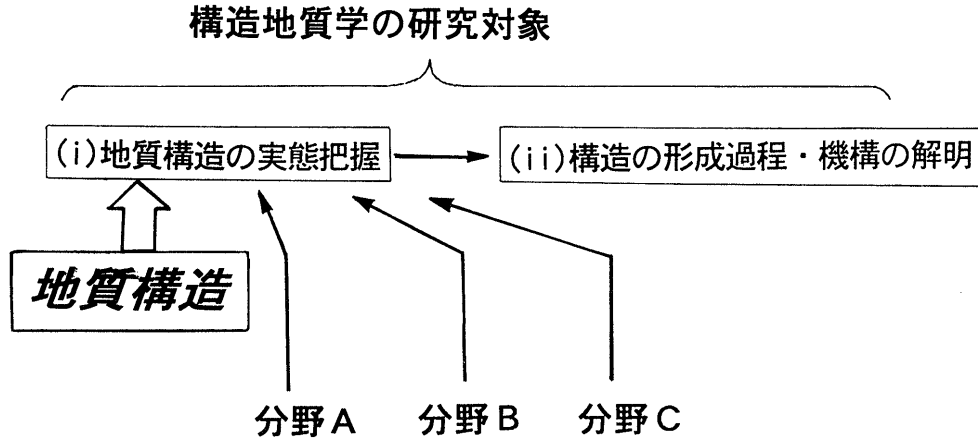 構造地質学の研究対象
(i)地質構造の実態把握
(ii)構造の形成過程・機構の解明
地質構造
分野A
分野B
分野C